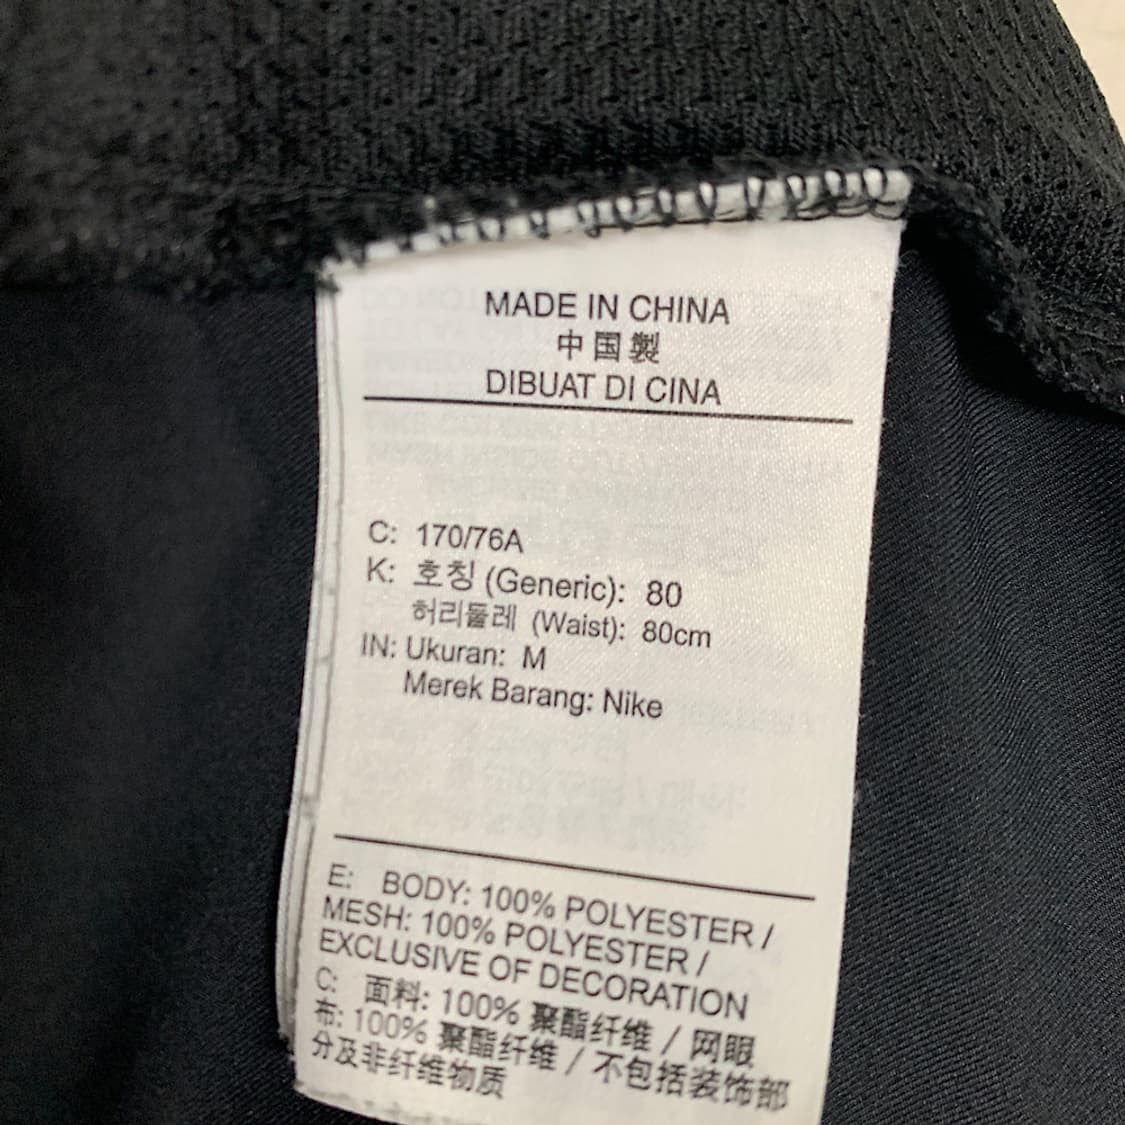 MADE IN CHINA
中国製
DIBUAT DI CINA
C: 170/76A
K: 호칭 (Generic): 80
허리둘레 (Waist): 80cm
IN: Ukuran: M
Merek Barang: Nike
E: BODY: 100% POLYESTER /
MESH: 100% POLYESTER /
EXCLUSIVE OF DECORATION
C: 面料: 100% 聚酯纤维 / 网眼
布: 100% 聚酯纤维 / 不包括装饰部
分及非纤维物质